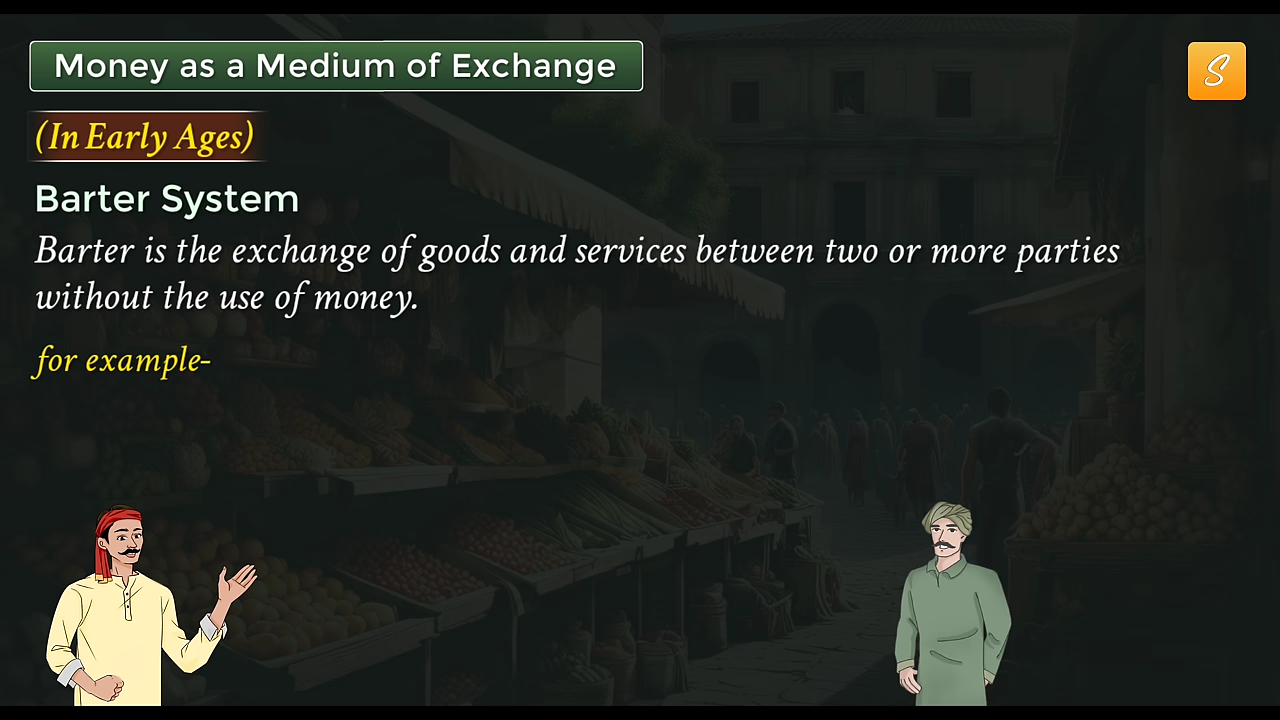 Money as a Medium of Exchange
S
(In Early Ages)
Barter System
Barter is the exchange of goods and services between two or more parties
without the use of money.
for example-